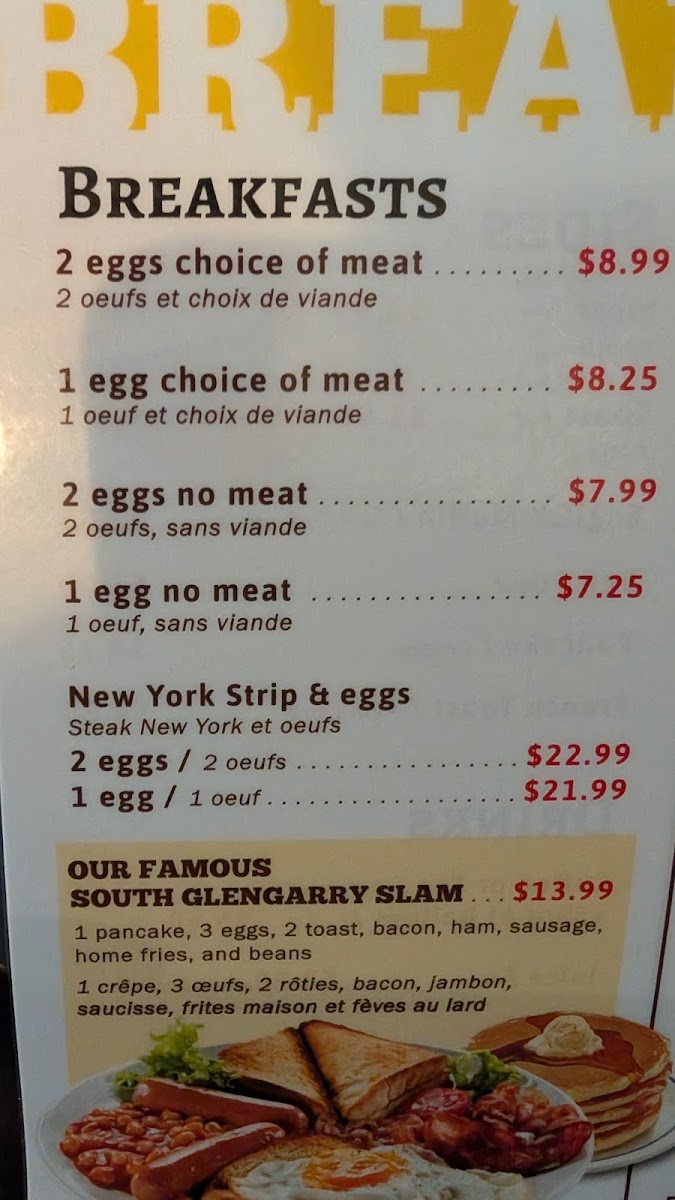 BREA
BREAKFASTS
2 eggs choice of meat ......... $8.99
2 oeufs et choix de viande
1 egg choice of meat ......... $8.25
1 oeuf et choix de viande
2 eggs no meat ................ $7.99
2 oeufs, sans viande
1 egg no meat ................ $7.25
1 oeuf, sans viande
New York Strip & eggs
Steak New York et oeufs
2 eggs / 2 oeufs ................ $22.99
1 egg / 1 oeuf .................. $21.99
OUR FAMOUS
SOUTH GLENGARRY SLAM ... $13.99
1 pancake, 3 eggs, 2 toast, bacon, ham, sausage,
home fries, and beans
1 crêpe, 3 œufs, 2 rôties, bacon, jambon,
saucisse, frites maison et fèves au lard